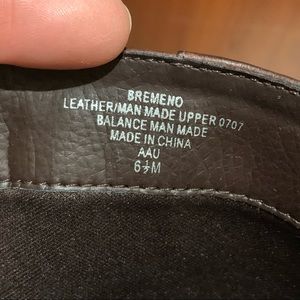 BREMENO
LEATHER/MAN MADE UPPER 0707
BALANCE MAN MADE
MADE IN CHINA
AAU
6½M